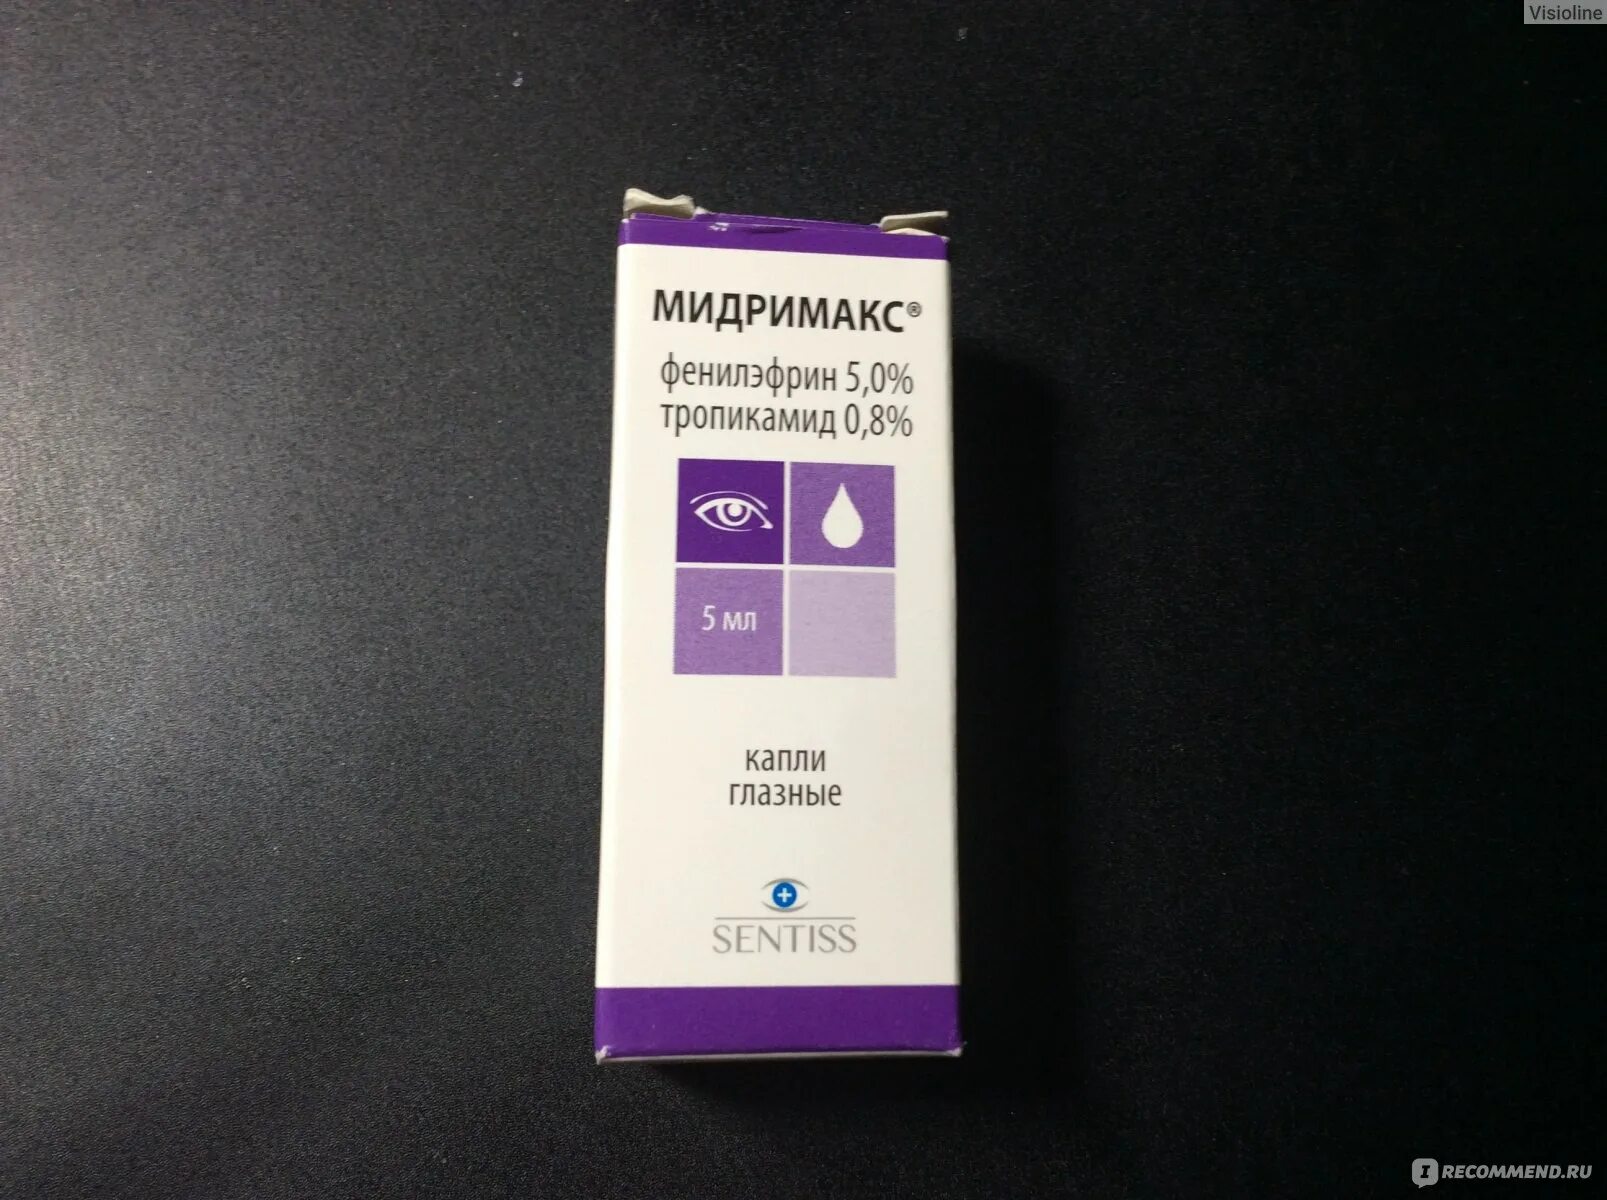 Visioline
МИДРИМАКС®
фенилэфрин 5,0%
тропикамид 0,8%
5 мл
капли
глазные
SENTISS
I RECOMMEND.RU